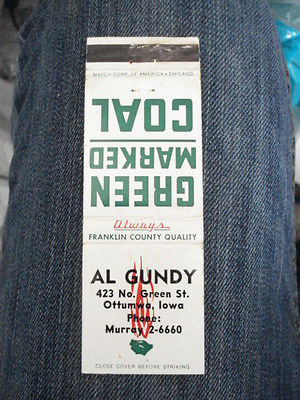 MATCH CORP. OF AMERICA • CHICAGO
GREEN
MARKED
COAL
Always
FRANKLIN COUNTY QUALITY
AL GUNDY
423 No. Green St.
Ottumwa, Iowa
Phone:
Murray 2-6660
CLOSE COVER BEFORE STRIKING